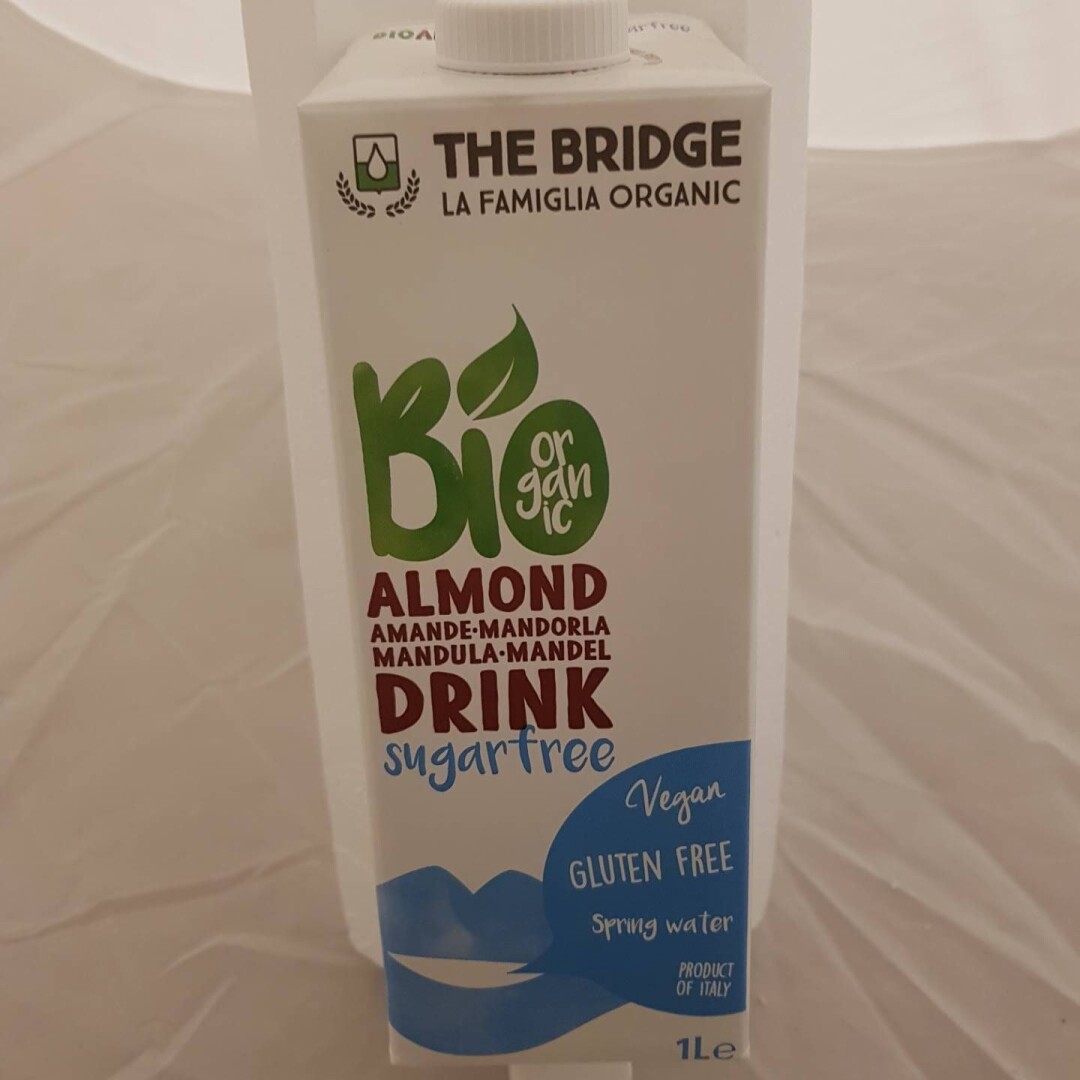 THE BRIDGE
LA FAMIGLIA ORGANIC
Bio
or
gan
ic
ALMOND
AMANDE·MANDORLA
MANDULA·MANDEL
DRINK
sugarfree
Vegan
GLUTEN FREE
Spring water
PRODUCT
OF ITALY
1Le